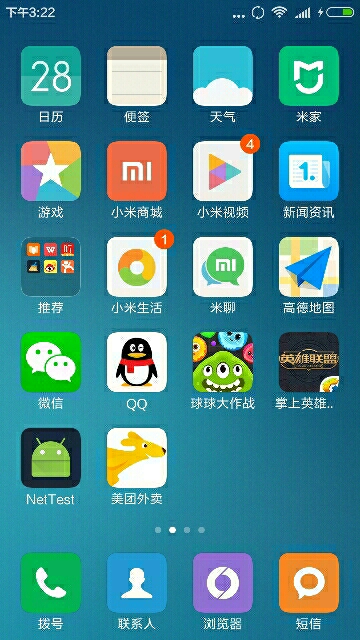 下午3:22
28
日历
便签
天气
米家
4
1.
游戏
小米商城
小米视频
新闻资讯
1
推荐
小米生活
米聊
高德地图
英雄联盟
微信
QQ
球球大作战
掌上英雄..
NetTest
美团外卖
拨号
联系人
浏览器
短信